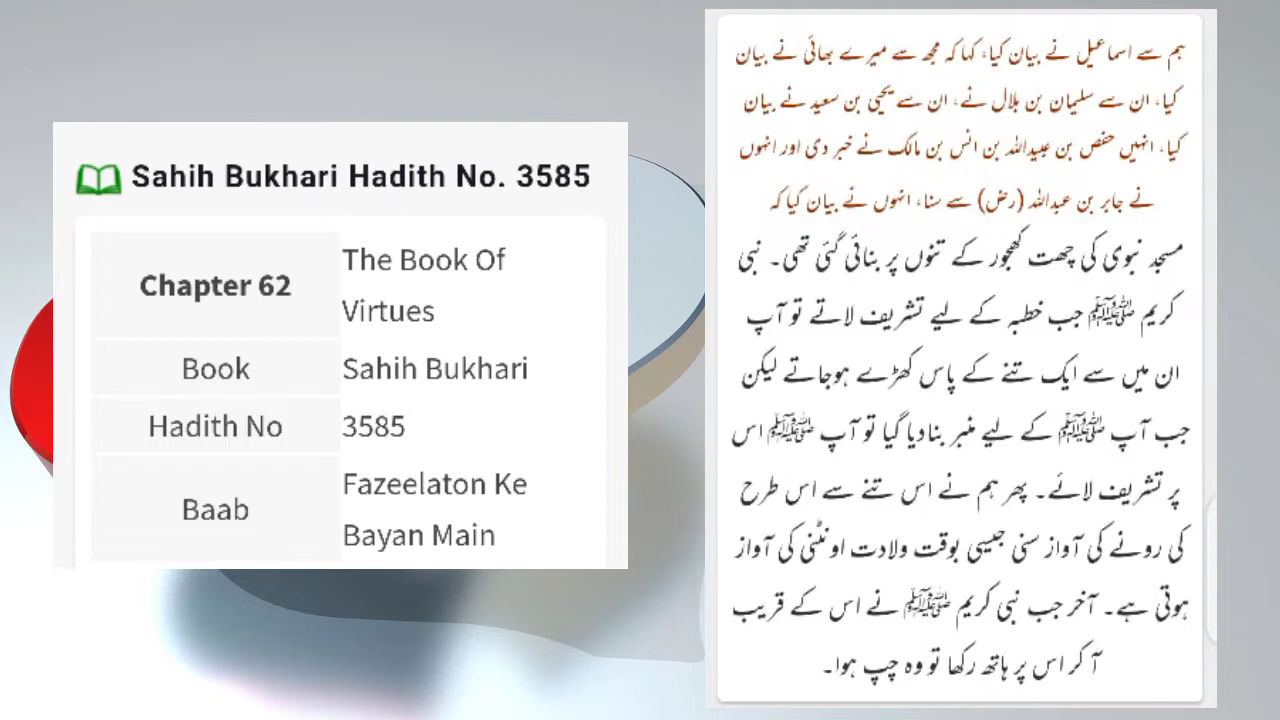 Sahih Bukhari Hadith No. 3585
Chapter 62
The Book Of
Virtues
Book
Sahih Bukhari
Hadith No
3585
Baab
Fazeelaton Ke
Bayan Main
ہم سے اسماعیل نے بیان کیا، کہا کہ مجھ سے میرے بھائی نے بیان
کیا، ان سے سلیمان بن بلال نے، ان سے یحییٰ بن سعید نے بیان
کیا، انہیں حفص بن عبیداللہ بن انس بن مالک نے خبر دی اور انہوں
نے جابر بن عبداللہ (رض) سے سنا، انہوں نے بیان کیا کہ
مسجد نبوی کی چھت کھجور کے تنوں پر بنائی گئی تھی۔ نبی
کریم ﷺ جب خطبہ کے لیے تشریف لاتے تو آپ
ان میں سے ایک تنے کے پاس کھڑے ہوجاتے لیکن
جب آپ ﷺ کے لیے منبر بنادیا گیا تو آپ ﷺ اس
پر تشریف لائے۔ پھر ہم نے اس تنے سے اس طرح
کی رونے کی آواز سنی جیسی بوقت ولادت اونٹنی کی آواز
ہوتی ہے۔ آخر جب نبی کریم ﷺ نے اس کے قریب
آ کر اس پر ہاتھ رکھا تو وہ چپ ہوا۔